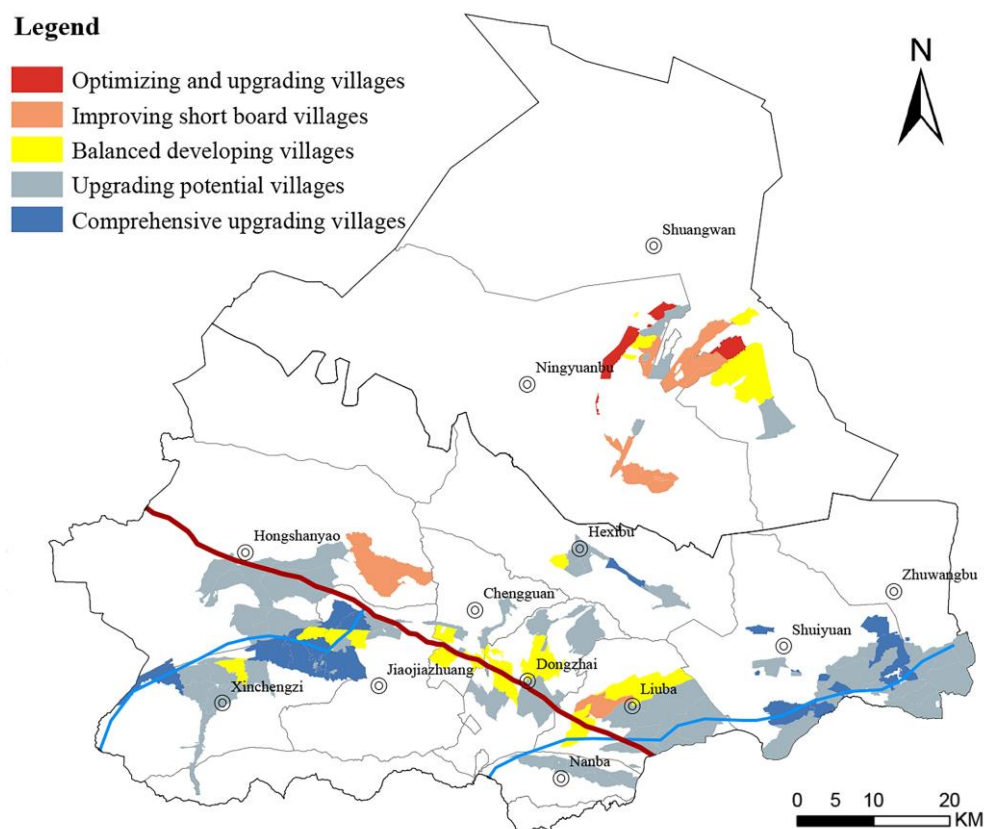 Legend
Optimizing and upgrading villages
Improving short board villages
Balanced developing villages
Upgrading potential villages
Comprehensive upgrading villages
N
Shuangwan
Ningyuanbu
Hongshanyao
Hexibu
Zhuwangbu
Chengguan
Shuiyuan
Jiaojiazhuang
Dongzhai
Xinchengzi
Liuba
Nanba
0 5 10 20
KM